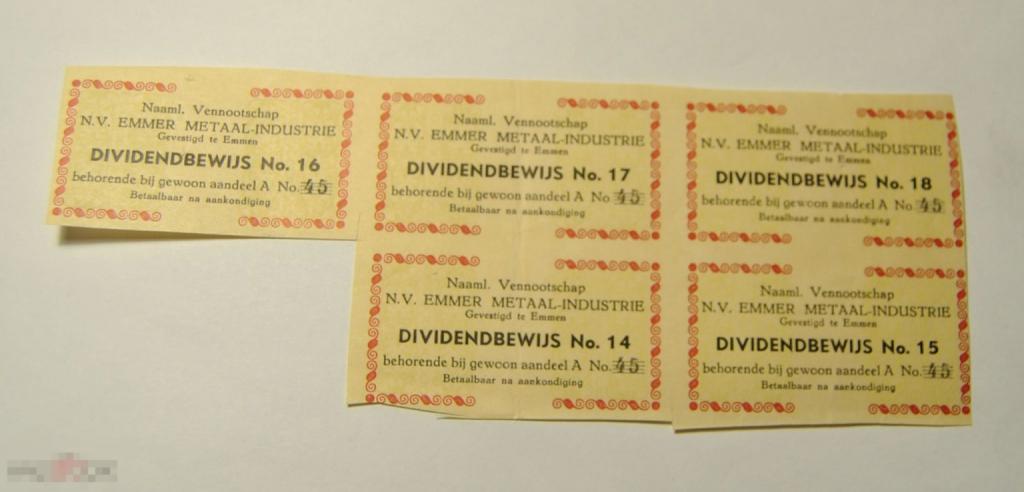 Naaml. Vennootschap
N.V. EMMER METAAL-INDUSTRIE
Gevestigd te Emmen
DIVIDENDBEWIJS No. 16
behorende bij gewoon aandeel A No. 45
Betaalbaar na aankondiging
Naaml. Vennootschap
N.V. EMMER METAAL-INDUSTRIE
Gevestigd te Emmen
DIVIDENDBEWIJS No. 17
behorende bij gewoon aandeel A No 45
Betaalbaar na aankondiging
Naaml. Vennootschap
N.V. EMMER METAAL-INDUSTRIE
Gevestigd te Emmen
DIVIDENDBEWIJS No. 18
behorende bij gewoon aandeel A No 45
Betaalbaar na aankondiging
Naaml. Vennootschap
N.V. EMMER METAAL-INDUSTRIE
Gevestigd te Emmen
DIVIDENDBEWIJS No. 14
behorende bij gewoon aandeel A No. 45
Betaalbaar na aankondiging
Naaml. Vennootschap
N.V. EMMER METAAL-INDUSTRIE
Gevestigd te Emmen
DIVIDENDBEWIJS No. 15
behorende bij gewoon aandeel A No. 45
Betaalbaar na aankondiging